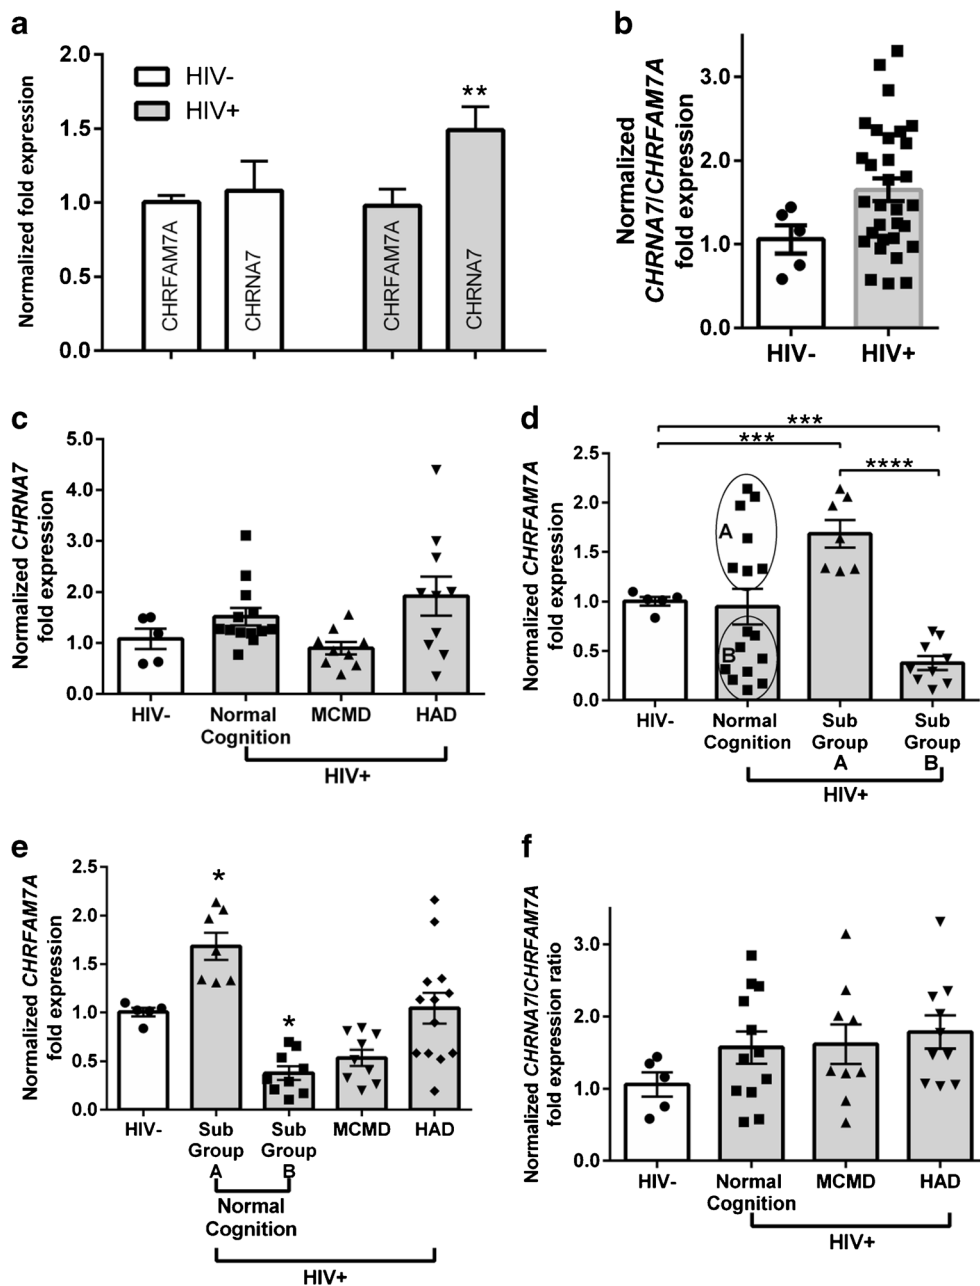 a
Normalized fold expression
2.0
1.5
1.0
0.5
0.0
HIV-
HIV+
CHRFAM7A
CHRNA7
CHRFAM7A
CHRNA7
**
b
Normalized
CHRNA7/CHRFAM7A
fold expression
3.0
2.0
1.0
0.0
HIV-
HIV+
c
Normalized CHRNA7
fold expression
5.0
4.0
3.0
2.0
1.0
0.0
HIV-
Normal
Cognition
MCMD
HAD
HIV+
d
Normalized CHRFAM7A
fold expression
2.5
2.0
1.5
1.0
0.5
0.0
***
***
****
A
B
HIV-
Normal
Cognition
Sub
Group
A
Sub
Group
B
HIV+
e
Normalized CHRFAM7A
fold expression
2.5
2.0
1.5
1.0
0.5
0.0
*
*
HIV-
Sub
Group
A
Sub
Group
B
MCMD
HAD
Normal
Cognition
HIV+
f
Normalized CHRNA7/CHRFAM7A
fold expression ratio
3.0
2.0
1.0
0.0
HIV-
Normal
Cognition
MCMD
HAD
HIV+